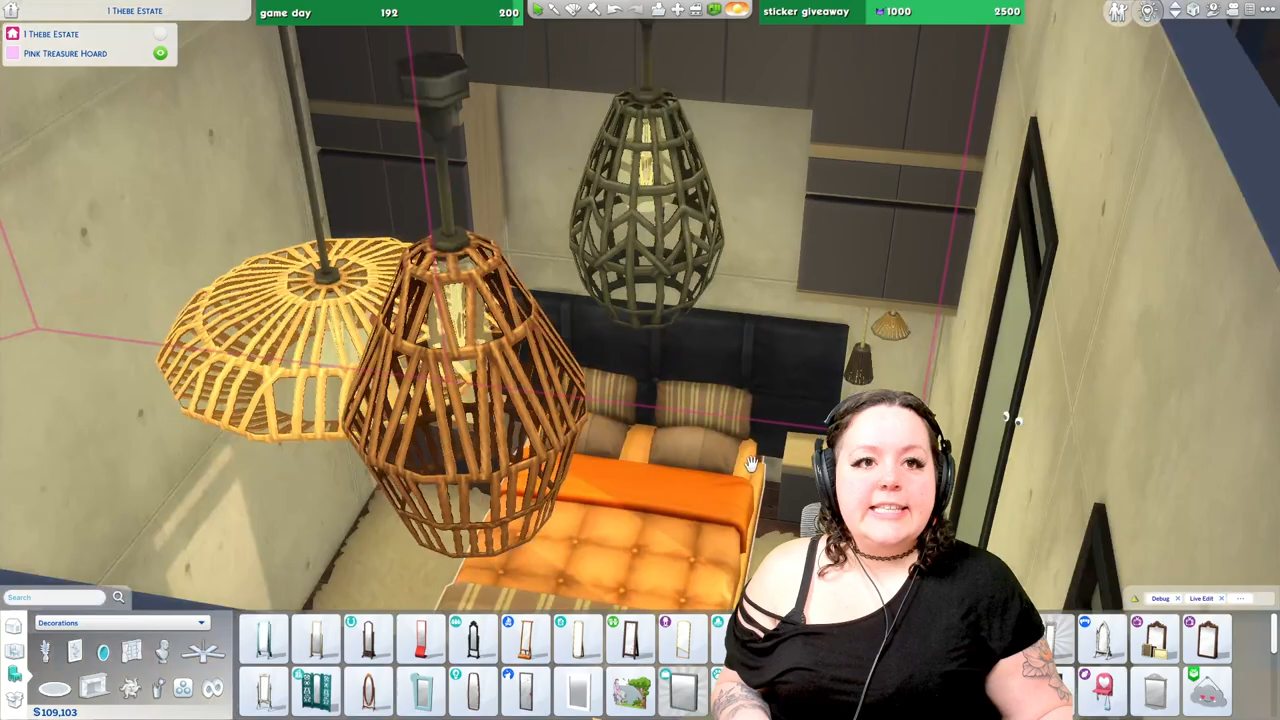 1 Thebe Estate
game day 192 200
sticker giveaway 1000 2500
1 Thebe Estate
Pink Treasure Hoard
Search
Debug x Live Edit x ...
Decorations
§109,103